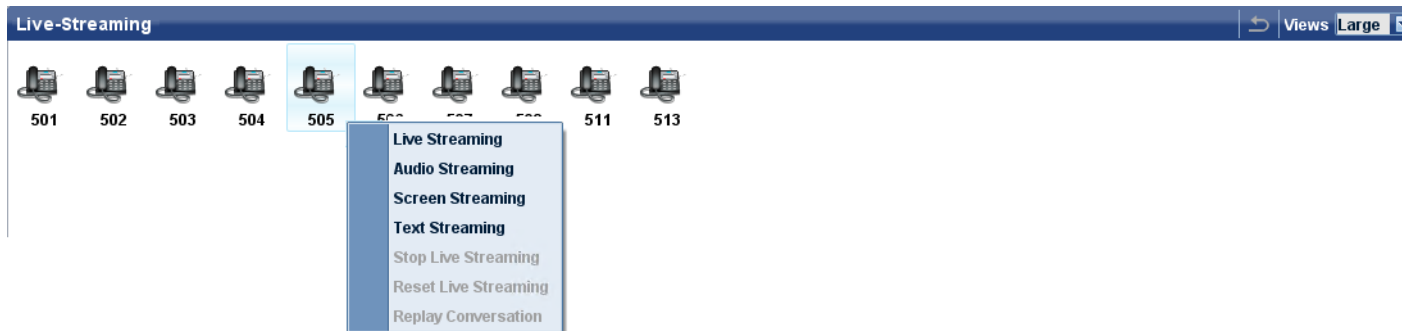 Live-Streaming
Views Large
501 502 503 504 505 511 513
Live Streaming
Audio Streaming
Screen Streaming
Text Streaming
Stop Live Streaming
Reset Live Streaming
Replay Conversation